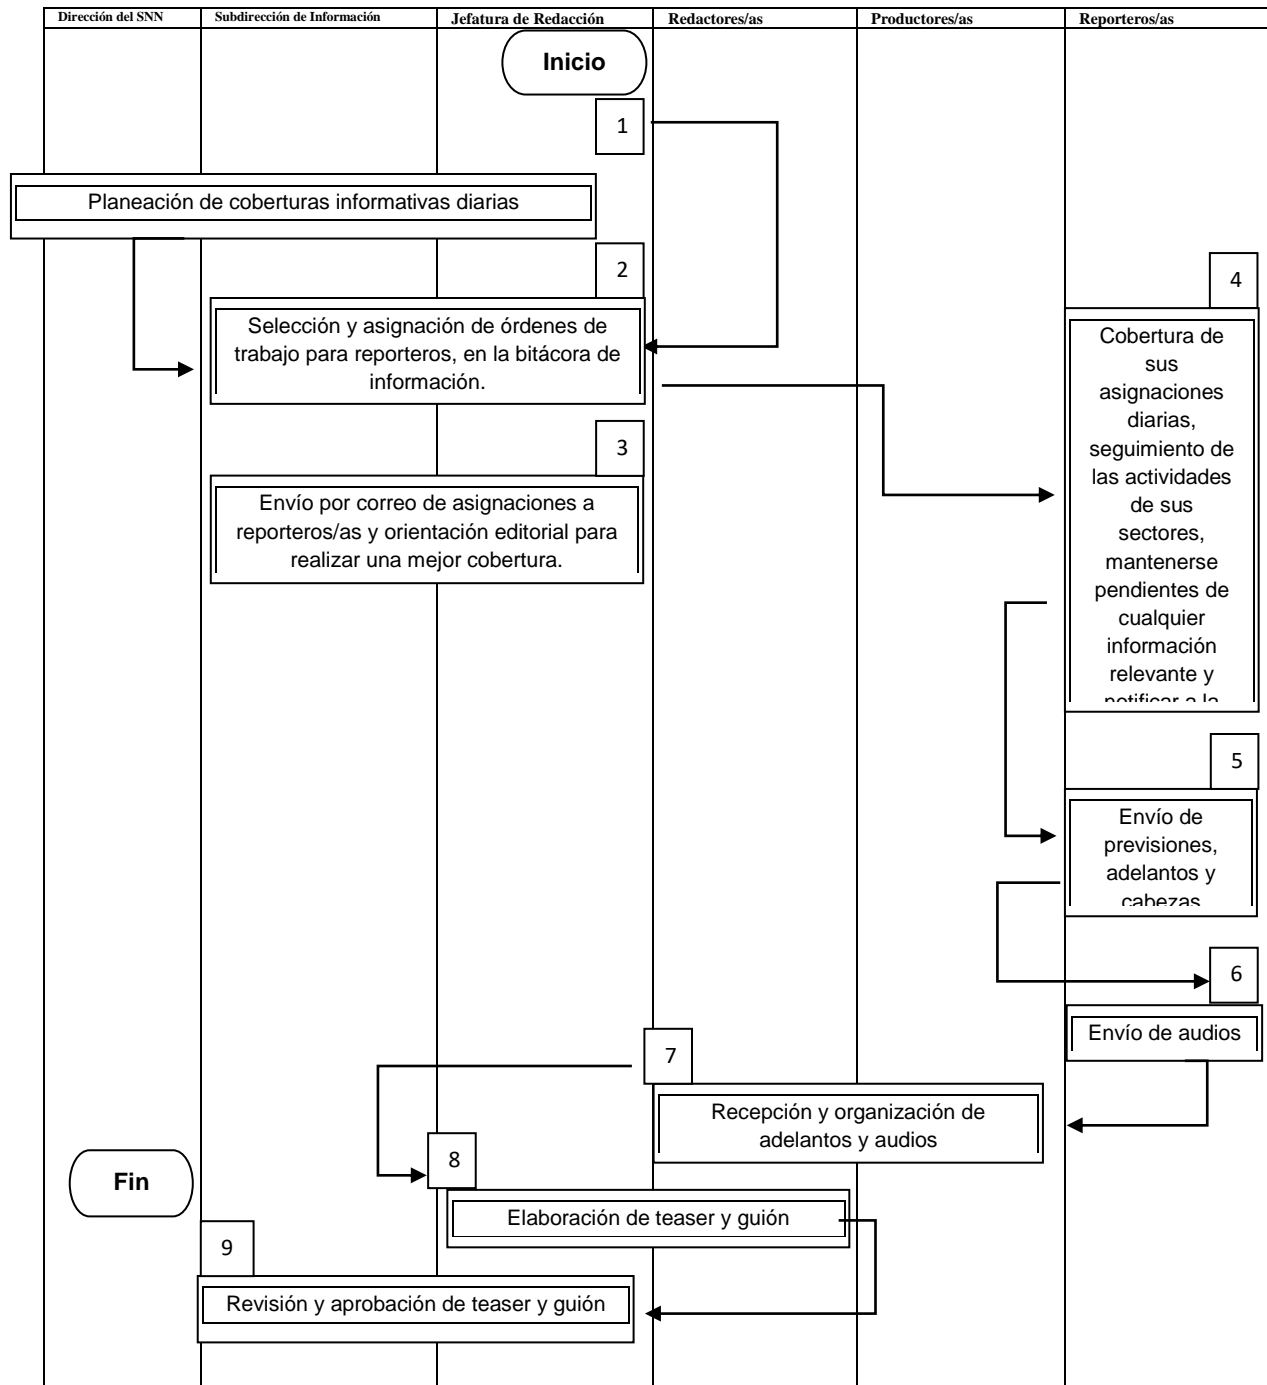 Dirección del SNN
Subdirección de Información
Jefatura de Redacción
Redactores/as
Productores/as
Reporteros/as
Inicio
1
Planeación de coberturas informativas diarias
2
Selección y asignación de órdenes de
trabajo para reporteros, en la bitácora de
información.
3
Envío por correo de asignaciones a
reporteros/as y orientación editorial para
realizar una mejor cobertura.
4
Cobertura de
sus
asignaciones
diarias,
seguimiento de
las actividades
de sus
sectores,
mantenerse
pendientes de
cualquier
información
relevante y
notificar a la
5
Envío de
previsiones,
adelantos y
cabezas
6
Envío de audios
7
Recepción y organización de
adelantos y audios
8
Elaboración de teaser y guión
9
Revisión y aprobación de teaser y guión
Fin